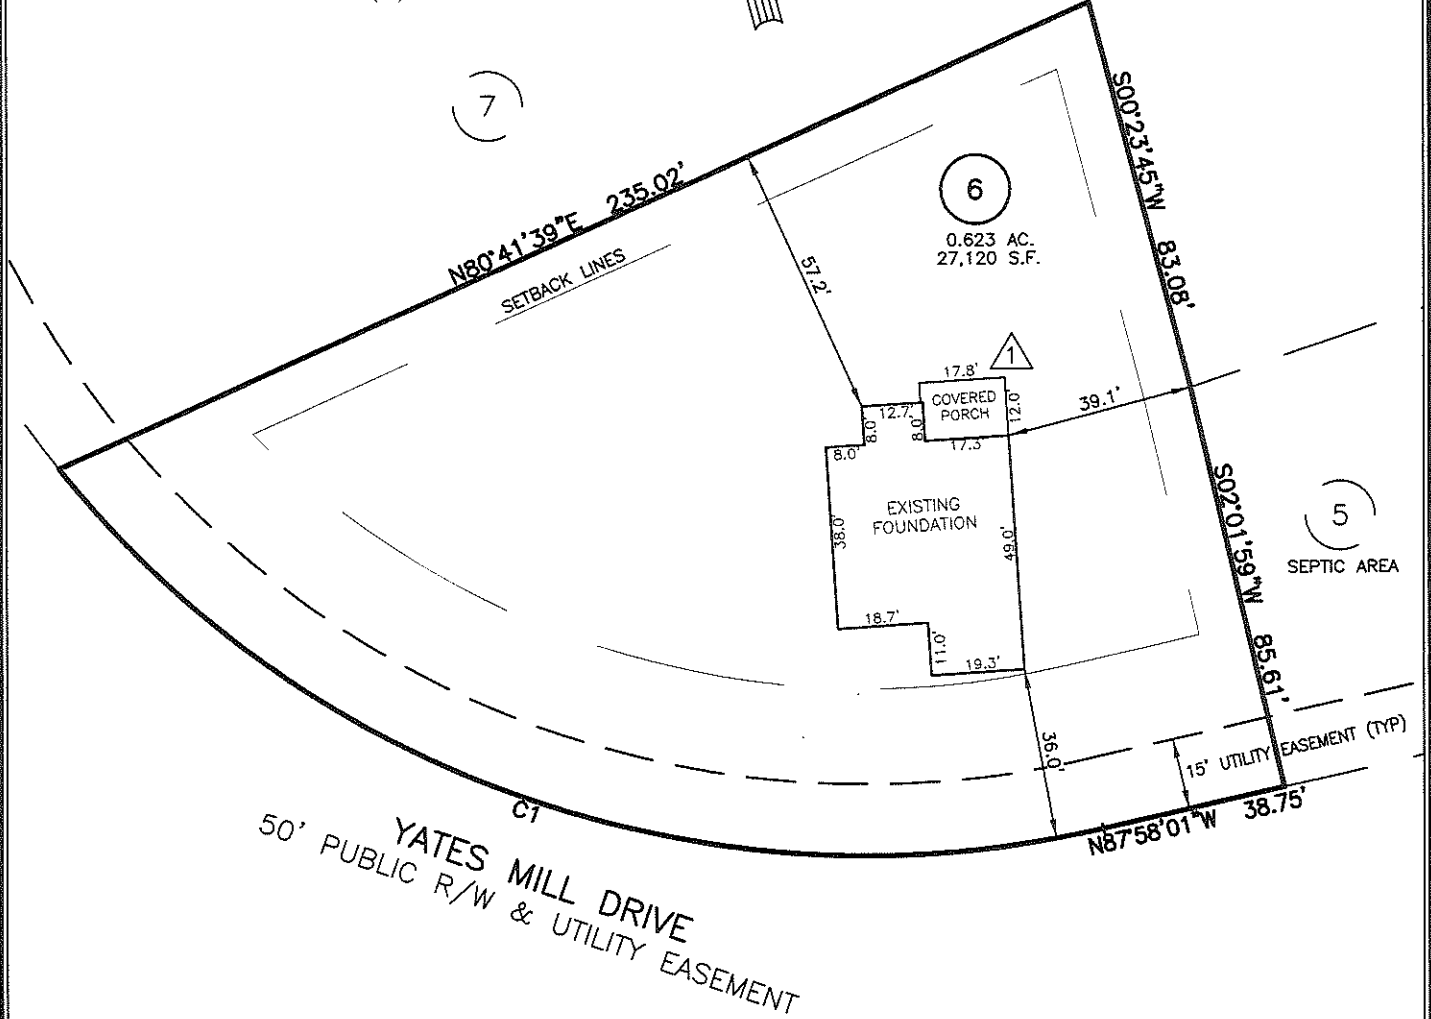 7
N80°41'39"E 235.02'
SETBACK LINES
57.2'
6
0.623 AC.
27,120 S.F.
S00°23'45"W 83.08'
1
17.8'
COVERED
PORCH
12.0'
12.7'
8.0'
8.0'
17.3'
8.0'
39.1'
EXISTING
FOUNDATION
38.0'
49.0'
18.7'
11.0'
19.3'
S02°01'59"W 85.61'
5
SEPTIC AREA
36.0'
15' UTILITY EASEMENT (TYP)
N87°58'01"W 38.75'
C1
YATES MILL DRIVE
50' PUBLIC R/W & UTILITY EASEMENT